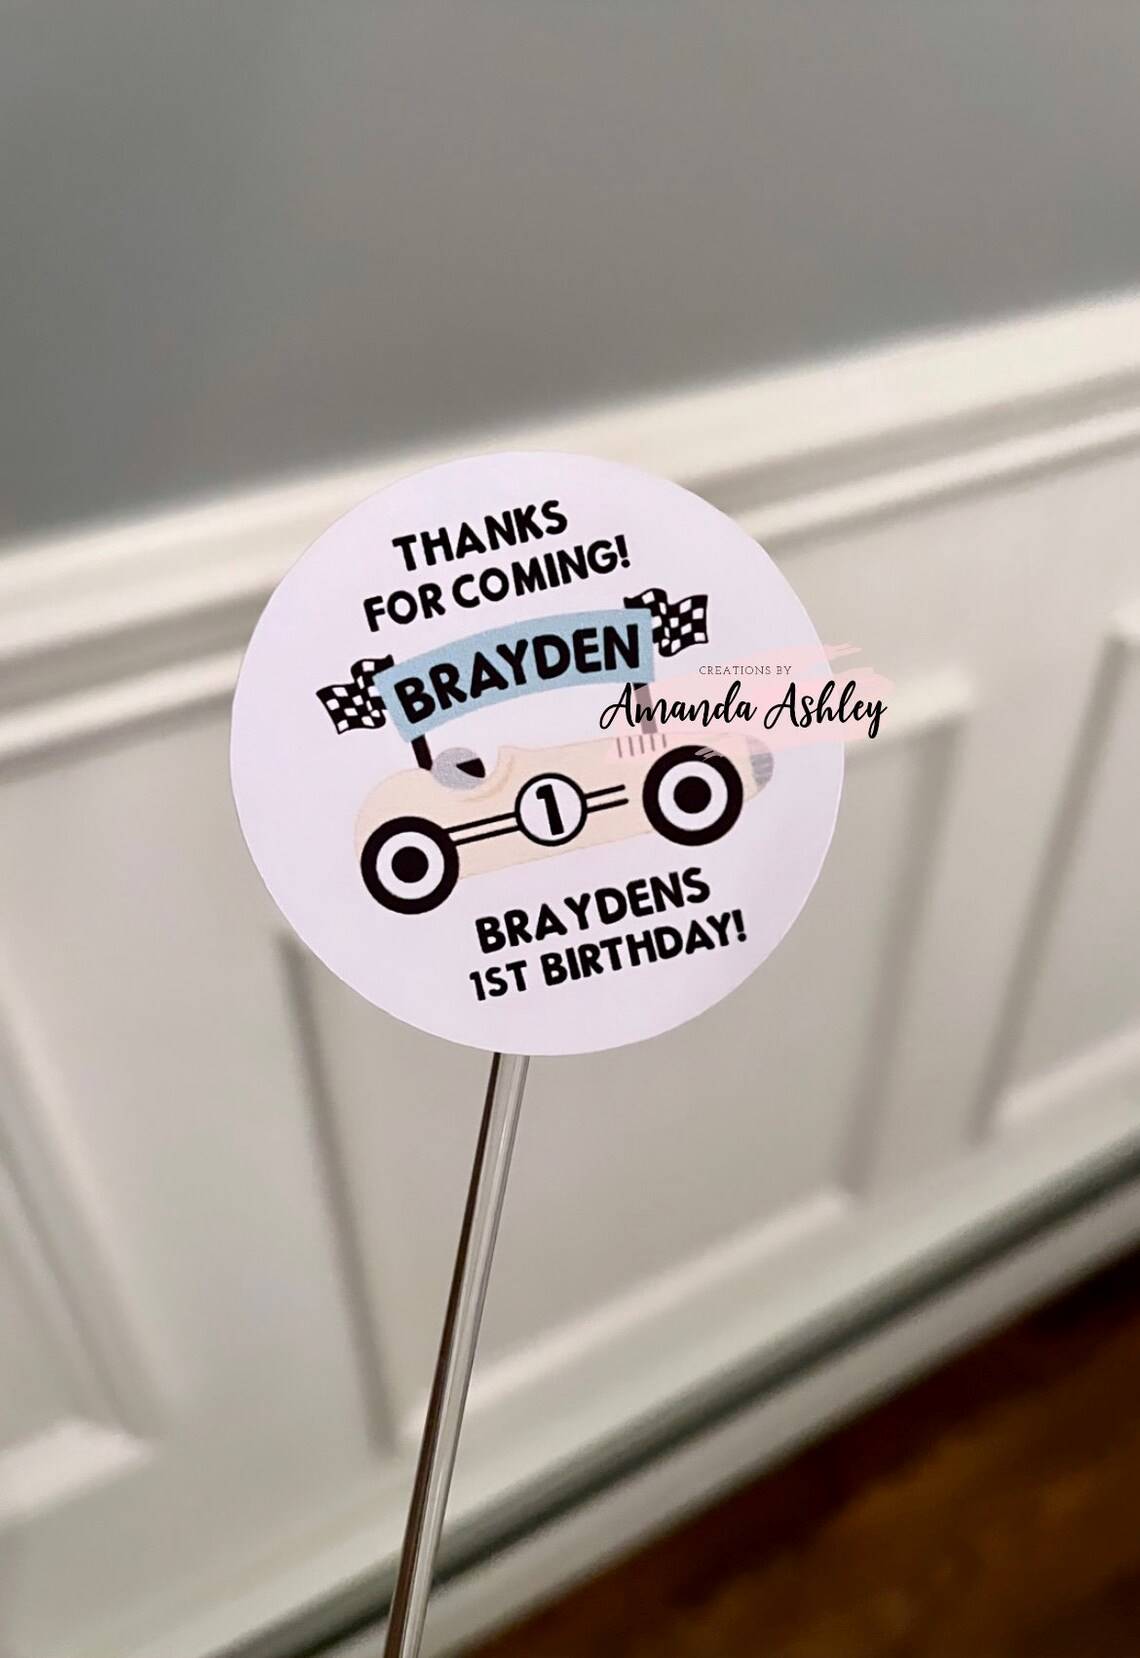 THANKS
FOR COMING!
BRAYDEN
CREATIONS BY
Amanda Ashley
1
BRAYDENS
1ST BIRTHDAY!